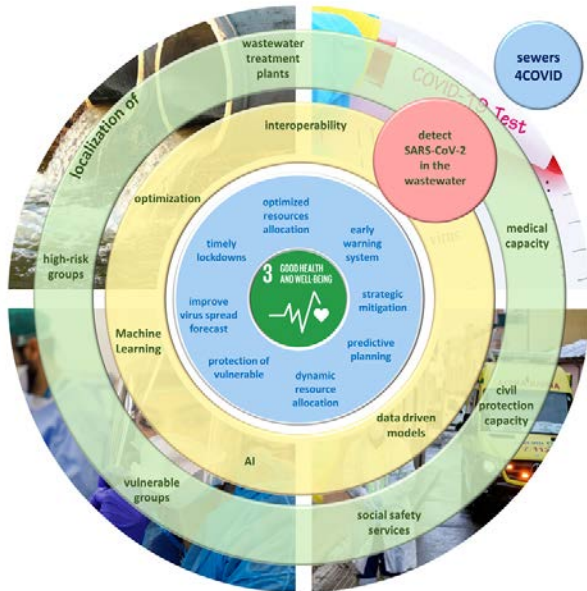 wastewater
treatment
plants
sewers
4COVID
COVID-19 Test
localization of
interoperability
detect
SARS-CoV-2
in the
wastewater
optimization
optimized
resources
allocation
early
warning
system
virus
medical
capacity
timely
lockdowns
high-risk
groups
3 GOOD HEALTH
AND WELL-BEING
improve
virus spread
forecast
strategic
mitigation
Machine
Learning
predictive
planning
protection of
vulnerable
dynamic
resource
allocation
civil
protection
capacity
data driven
models
AI
vulnerable
groups
social safety
services